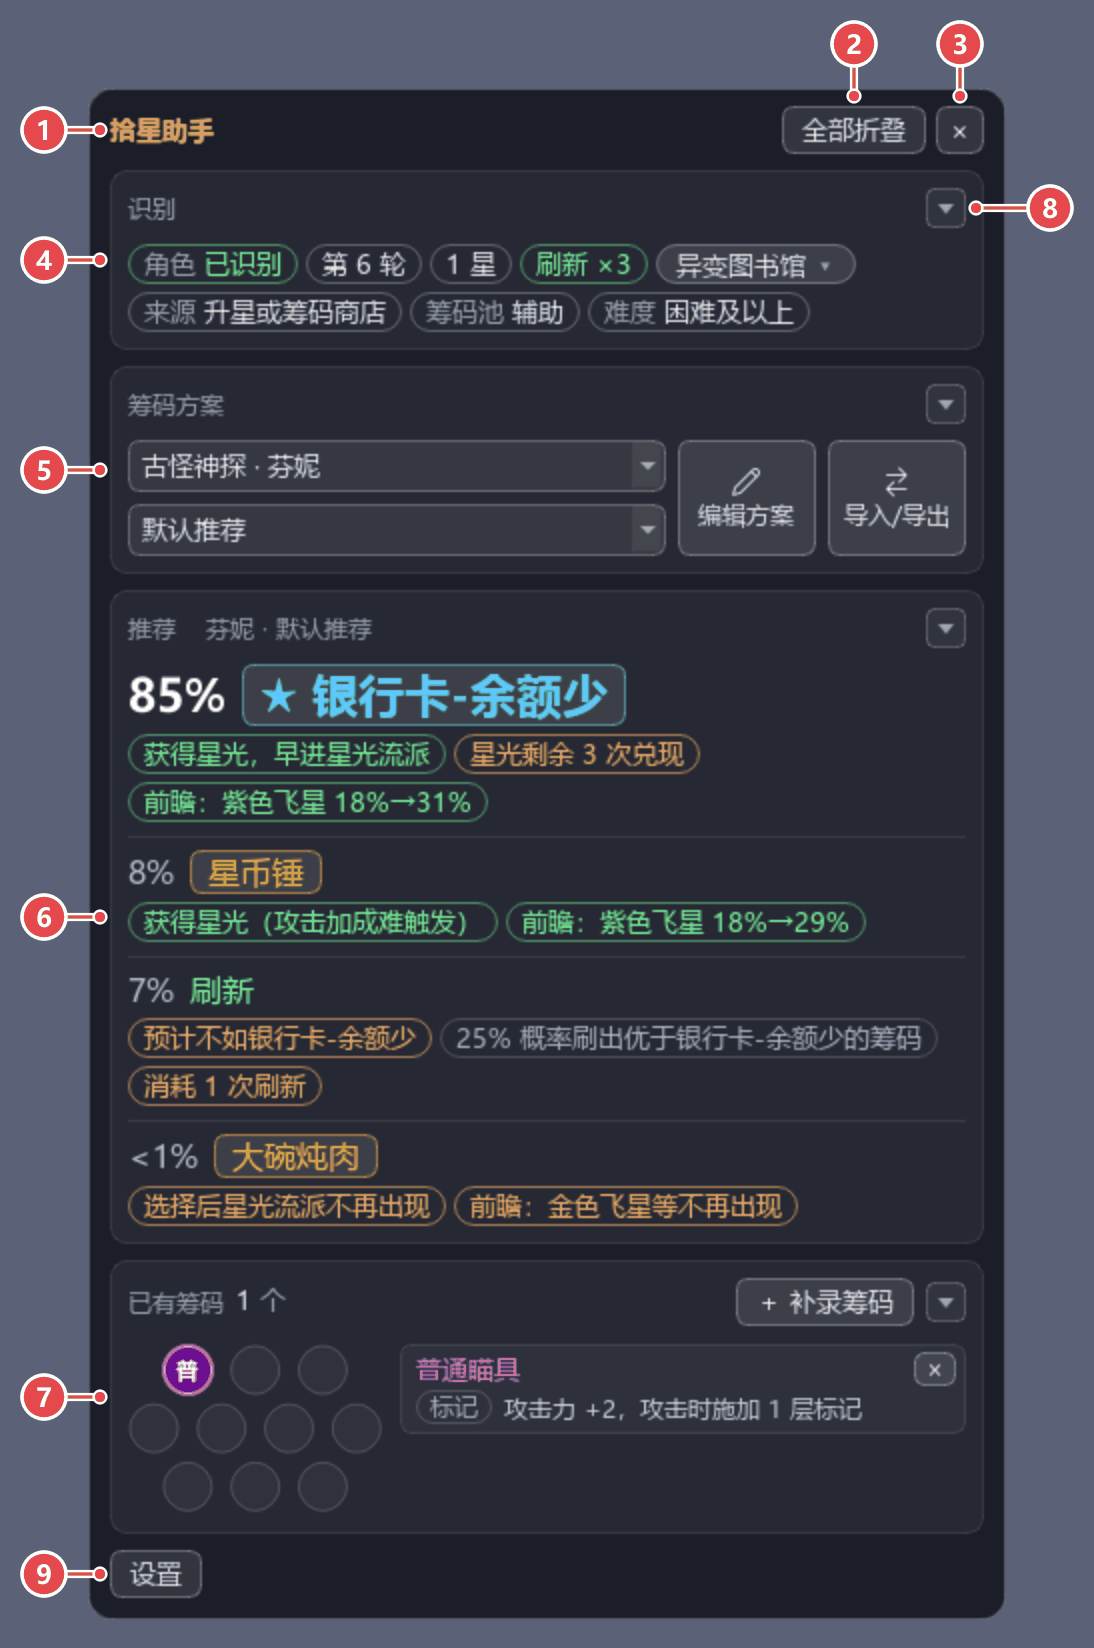 2 3
1 拾星助手 全部折叠 ×
识别 8
4 角色 已识别 第 6 轮 1 星 刷新 ×3 异变图书馆
来源 升星或筹码商店 筹码池 辅助 难度 困难及以上
筹码方案
5 古怪神探 · 芬妮
默认推荐
编辑方案
导入/导出
推荐 芬妮 · 默认推荐
85% ★ 银行卡-余额少
获得星光，早进星光流派 星光剩余 3 次兑现
前瞻：紫色飞星 18%→31%
8% 星币锤
6 获得星光（攻击加成难触发） 前瞻：紫色飞星 18%→29%
7% 刷新
预计不如银行卡-余额少 25% 概率刷出优于银行卡-余额少的筹码
消耗 1 次刷新
<1% 大碗炖肉
选择后星光流派不再出现 前瞻：金色飞星等不再出现
已有筹码 1 个 + 补录筹码
7 普 普通瞄具 ×
标记 攻击力 +2，攻击时施加 1 层标记
9 设置